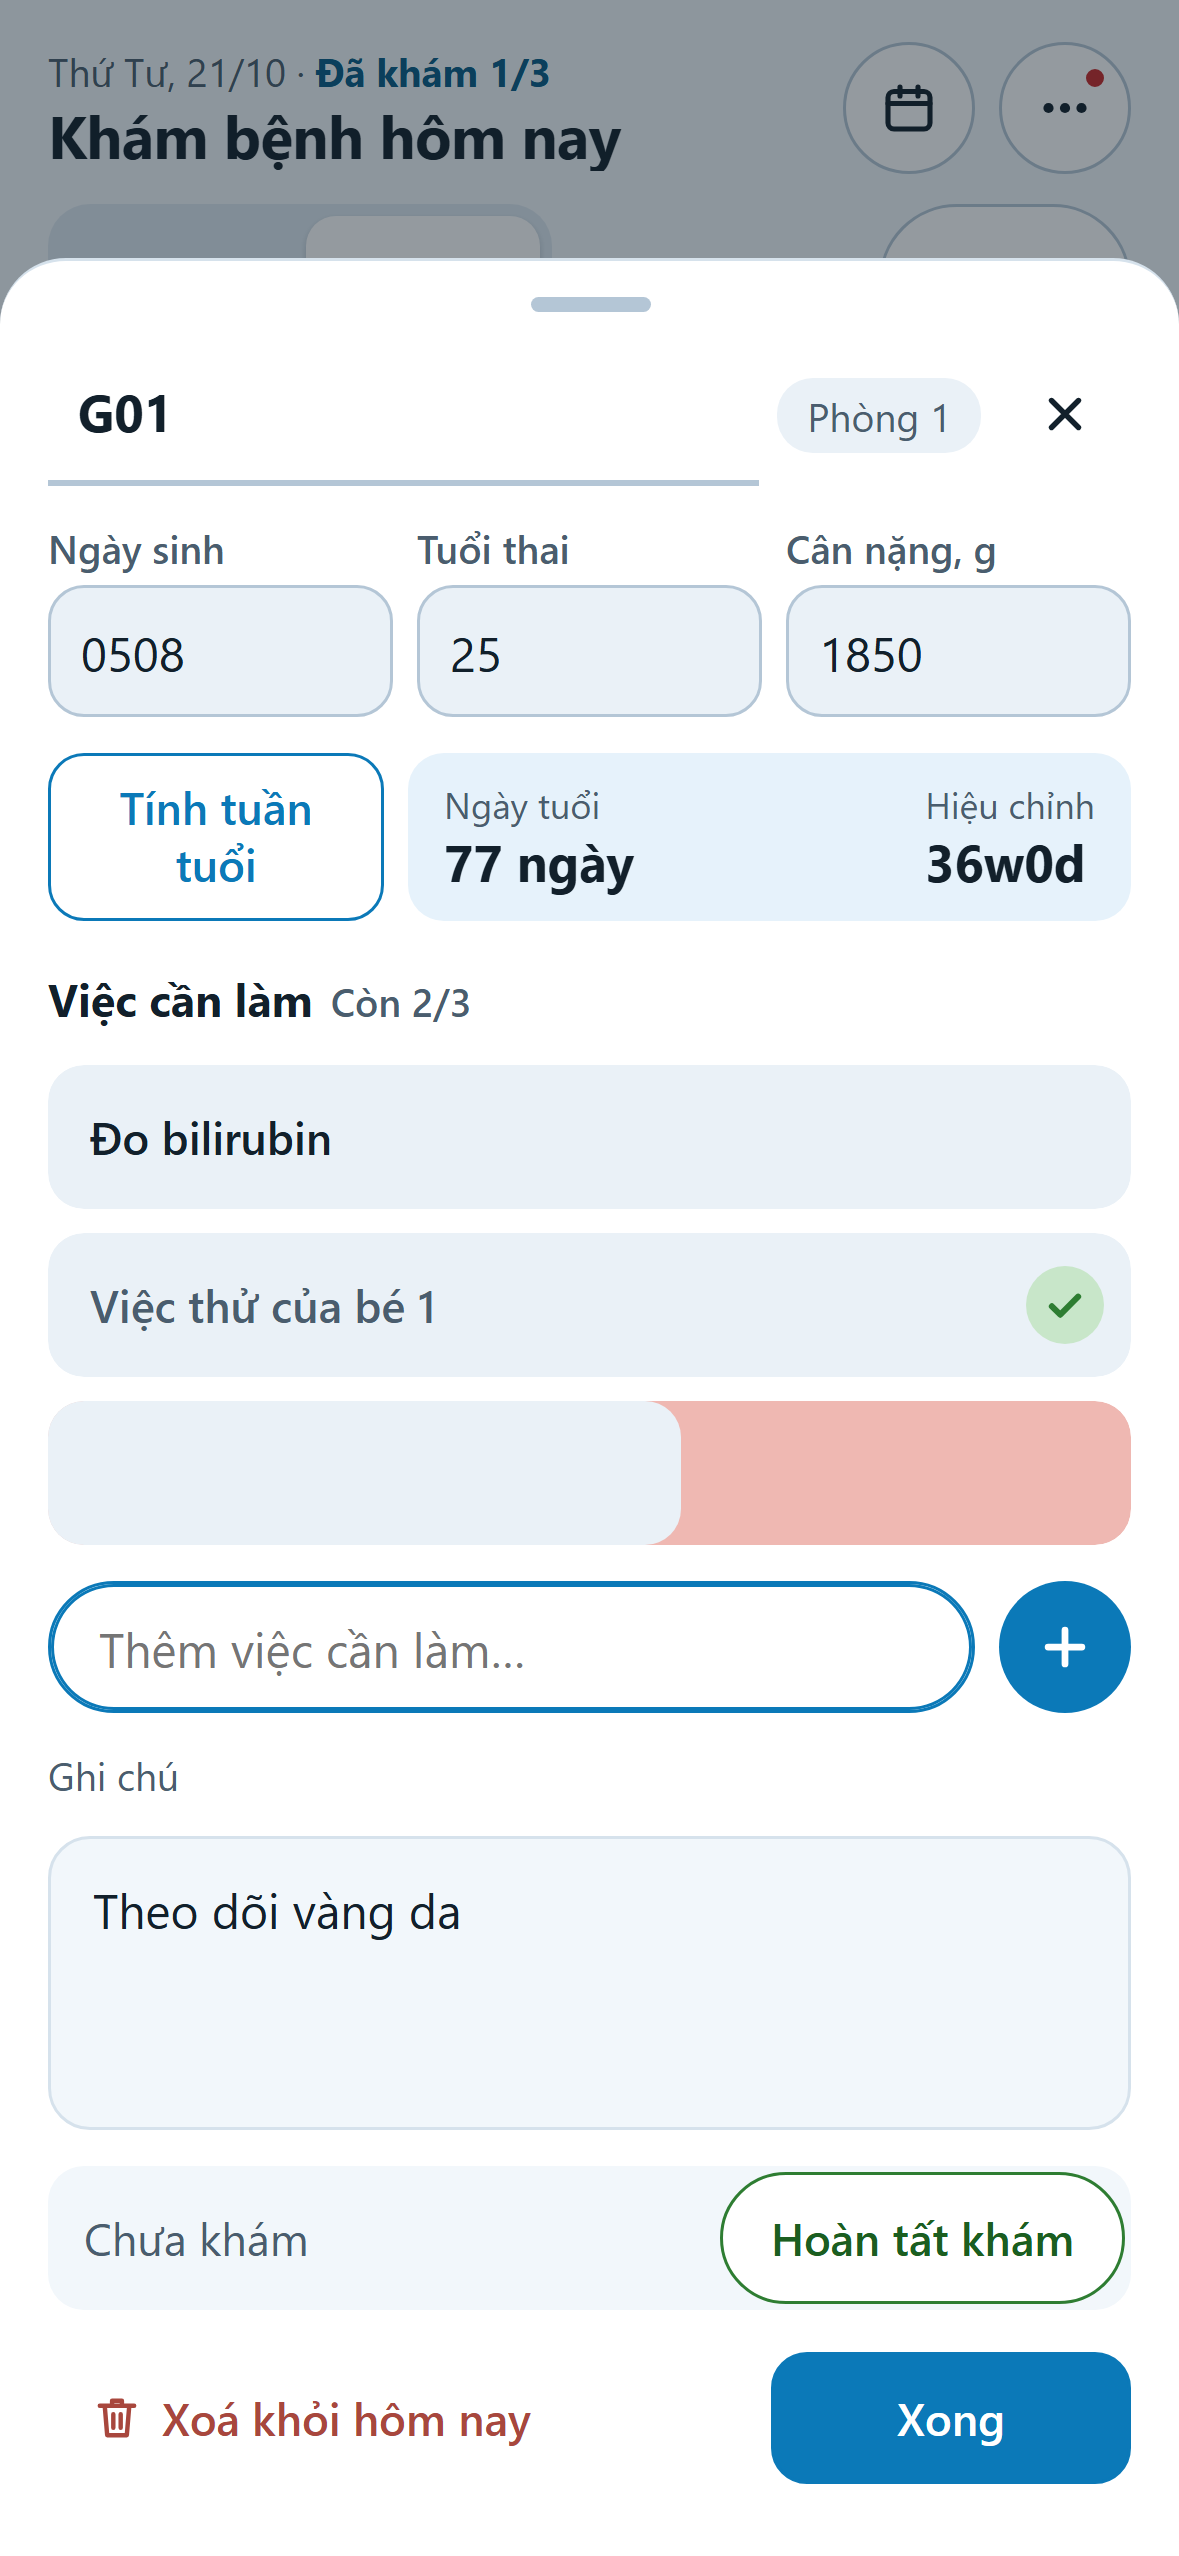 Thứ Tư, 21/10 · Đã khám 1/3
Khám bệnh hôm nay
G01
Phòng 1
Ngày sinh
Tuổi thai
Cân nặng, g
0508
25
1850
Tính tuần
tuổi
Ngày tuổi
Hiệu chỉnh
77 ngày
36w0d
Việc cần làm Còn 2/3
Đo bilirubin
Việc thử của bé 1
Thêm việc cần làm...
Ghi chú
Theo dõi vàng da
Chưa khám
Hoàn tất khám
Xoá khỏi hôm nay
Xong